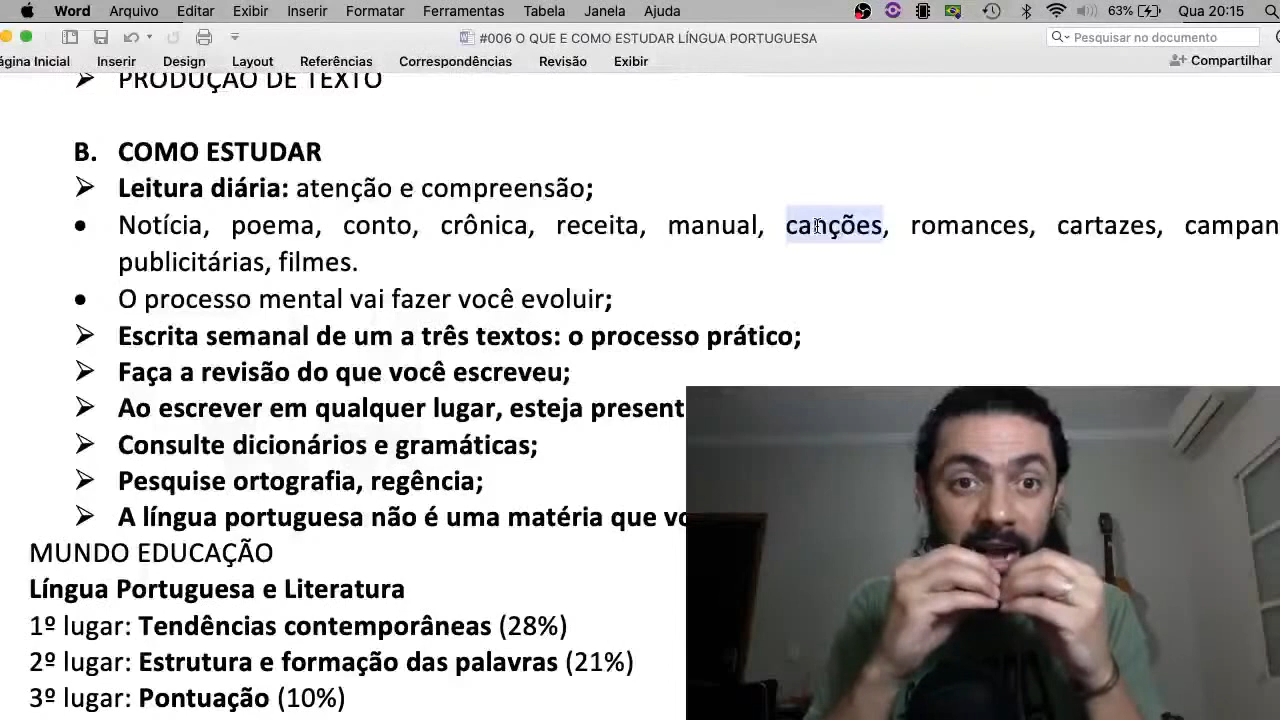 Word Arquivo Editar Exibir Inserir Formatar Ferramentas Tabela Janela Ajuda 63% Qua 20:15
#006 O QUE E COMO ESTUDAR LÍNGUA PORTUGUESA Pesquisar no documento
ágina Inicial Inserir Design Layout Referências Correspondências Revisão Exibir Compartilhar
➢ PRODUÇÃO DE TEXTO
B. COMO ESTUDAR
➢ Leitura diária: atenção e compreensão;
• Notícia, poema, conto, crônica, receita, manual, canções, romances, cartazes, campan
publicitárias, filmes.
• O processo mental vai fazer você evoluir;
➢ Escrita semanal de um a três textos: o processo prático;
➢ Faça a revisão do que você escreveu;
➢ Ao escrever em qualquer lugar, esteja present
➢ Consulte dicionários e gramáticas;
➢ Pesquise ortografia, regência;
➢ A língua portuguesa não é uma matéria que vo
MUNDO EDUCAÇÃO
Língua Portuguesa e Literatura
1º lugar: Tendências contemporâneas (28%)
2º lugar: Estrutura e formação das palavras (21%)
3º lugar: Pontuação (10%)